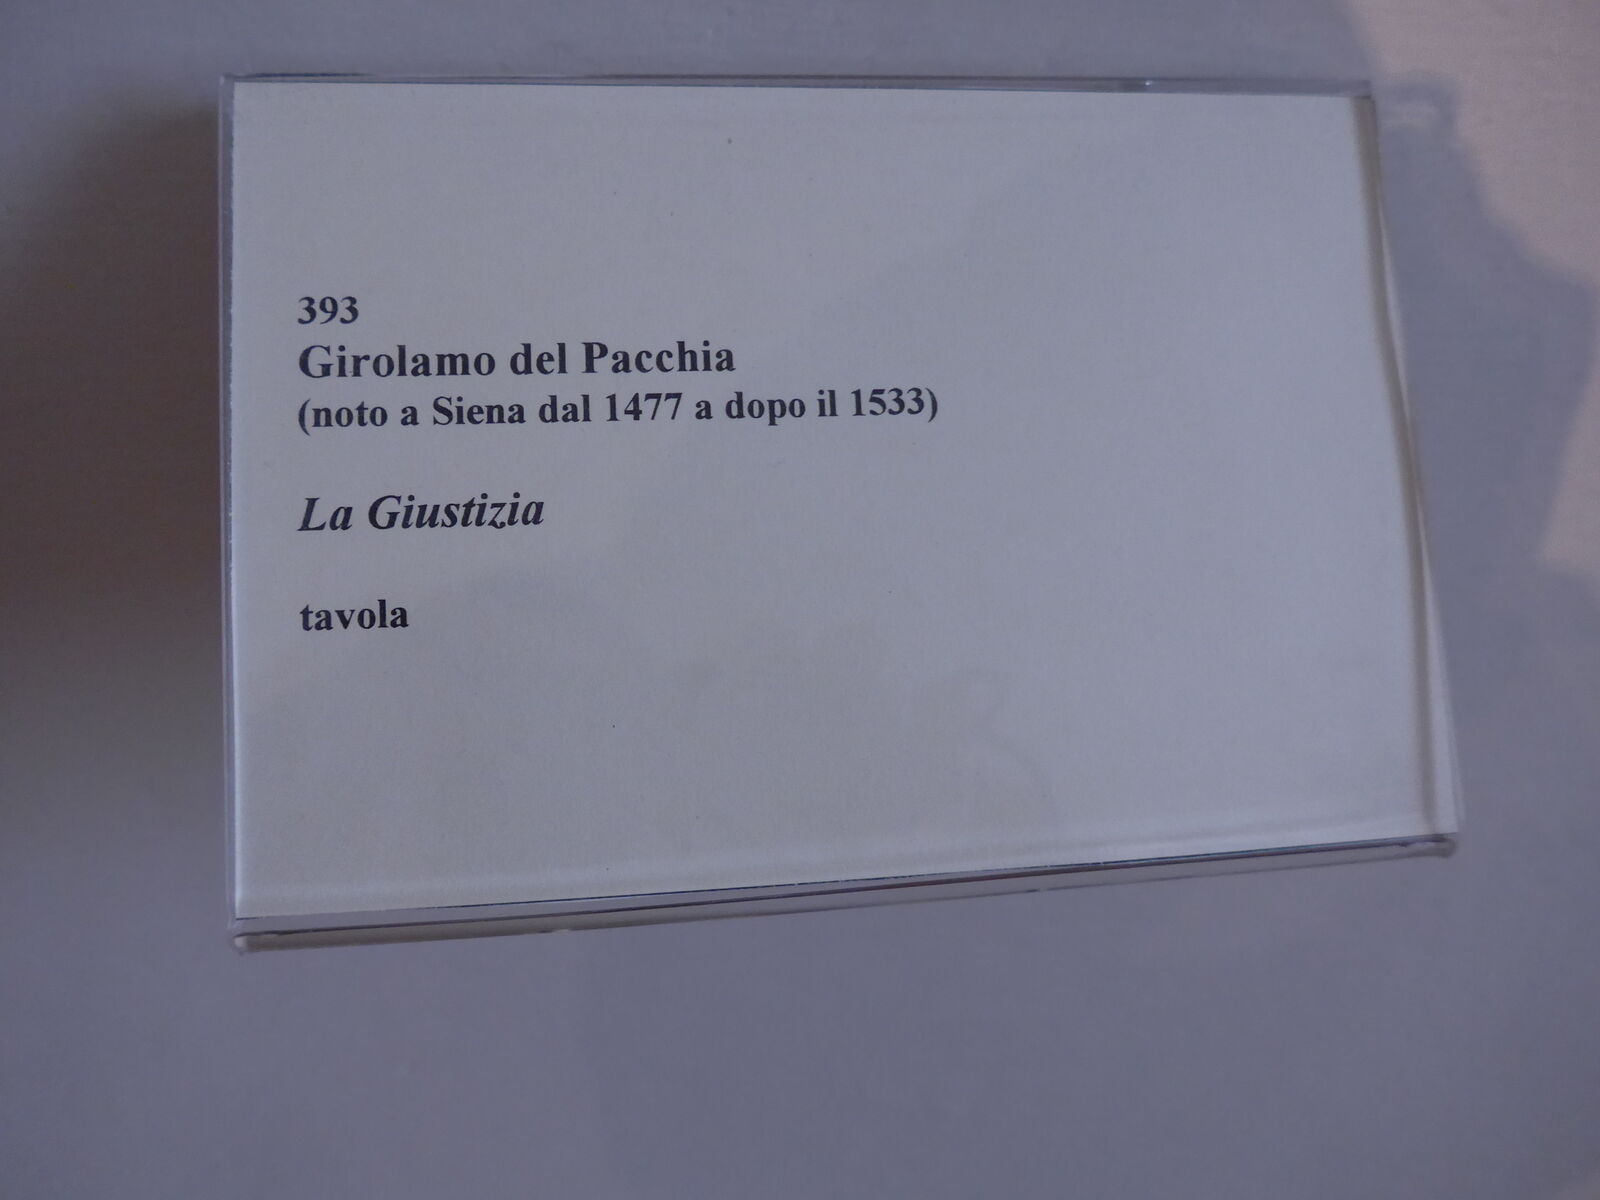 393
Girolamo del Pacchia
(noto a Siena dal 1477 a dopo il 1533)
La Giustizia
tavola